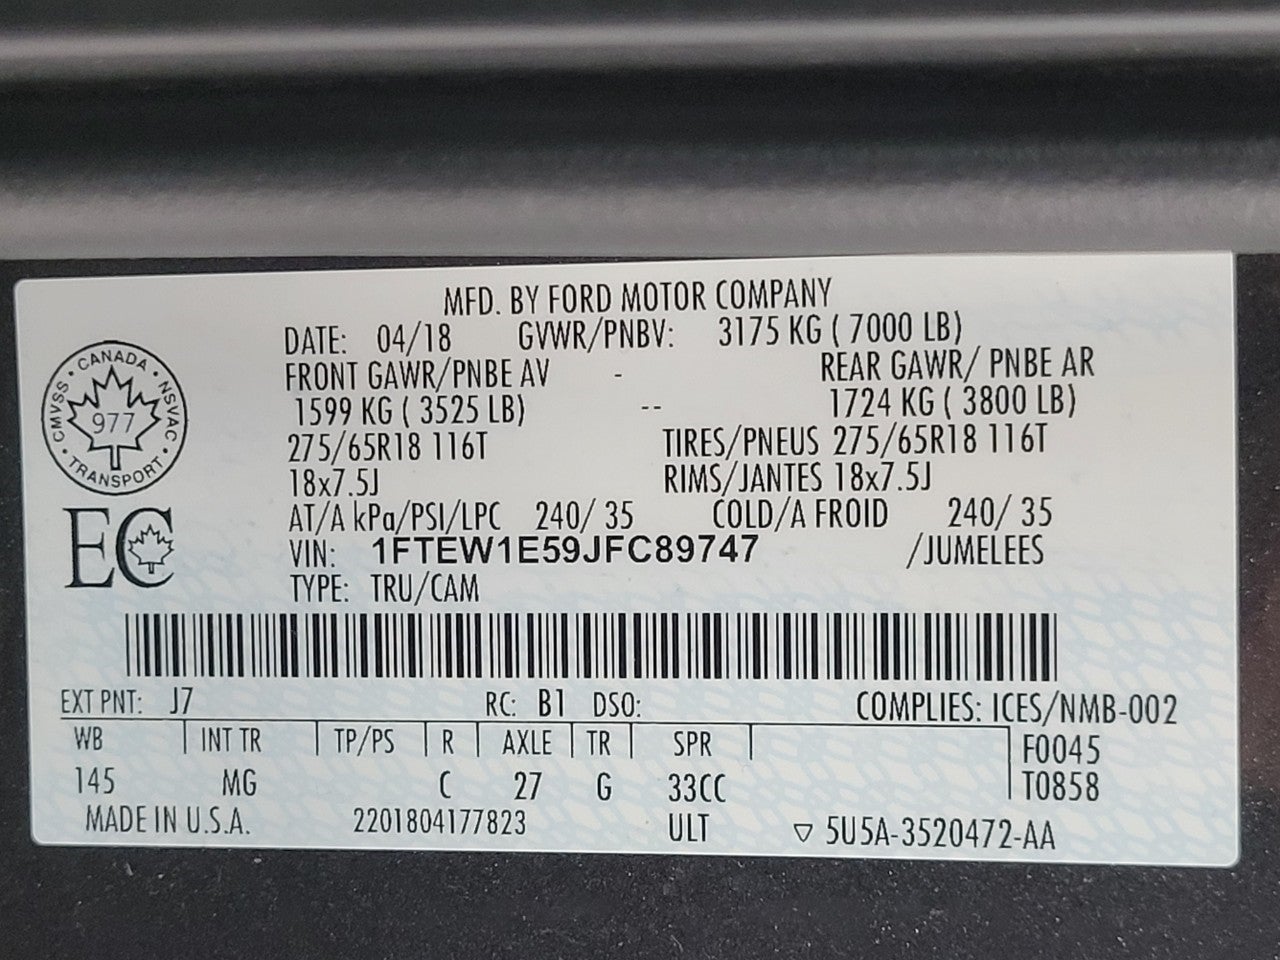 MFD. BY FORD MOTOR COMPANY
DATE: 04/18 GVWR/PNBV: 3175 KG ( 7000 LB)
FRONT GAWR/PNBE AV - REAR GAWR/ PNBE AR
1599 KG ( 3525 LB) -- 1724 KG ( 3800 LB)
275/65R18 116T TIRES/PNEUS 275/65R18 116T
18x7.5J RIMS/JANTES 18x7.5J
AT/A kPa/PSI/LPC 240/ 35 COLD/A FROID 240/ 35
VIN: 1FTEW1E59JFC89747 /JUMELEES
TYPE: TRU/CAM
CANADA • NSVAC • TRANSPORT • CMVSS •
977
EC
EXT PNT: J7 RC: B1 DSO: COMPLIES: ICES/NMB-002
WB INT TR TP/PS R AXLE TR SPR F0045
145 MG C 27 G 33CC T0858
MADE IN U.S.A. 2201804177823 ULT ▽ 5U5A-3520472-AA